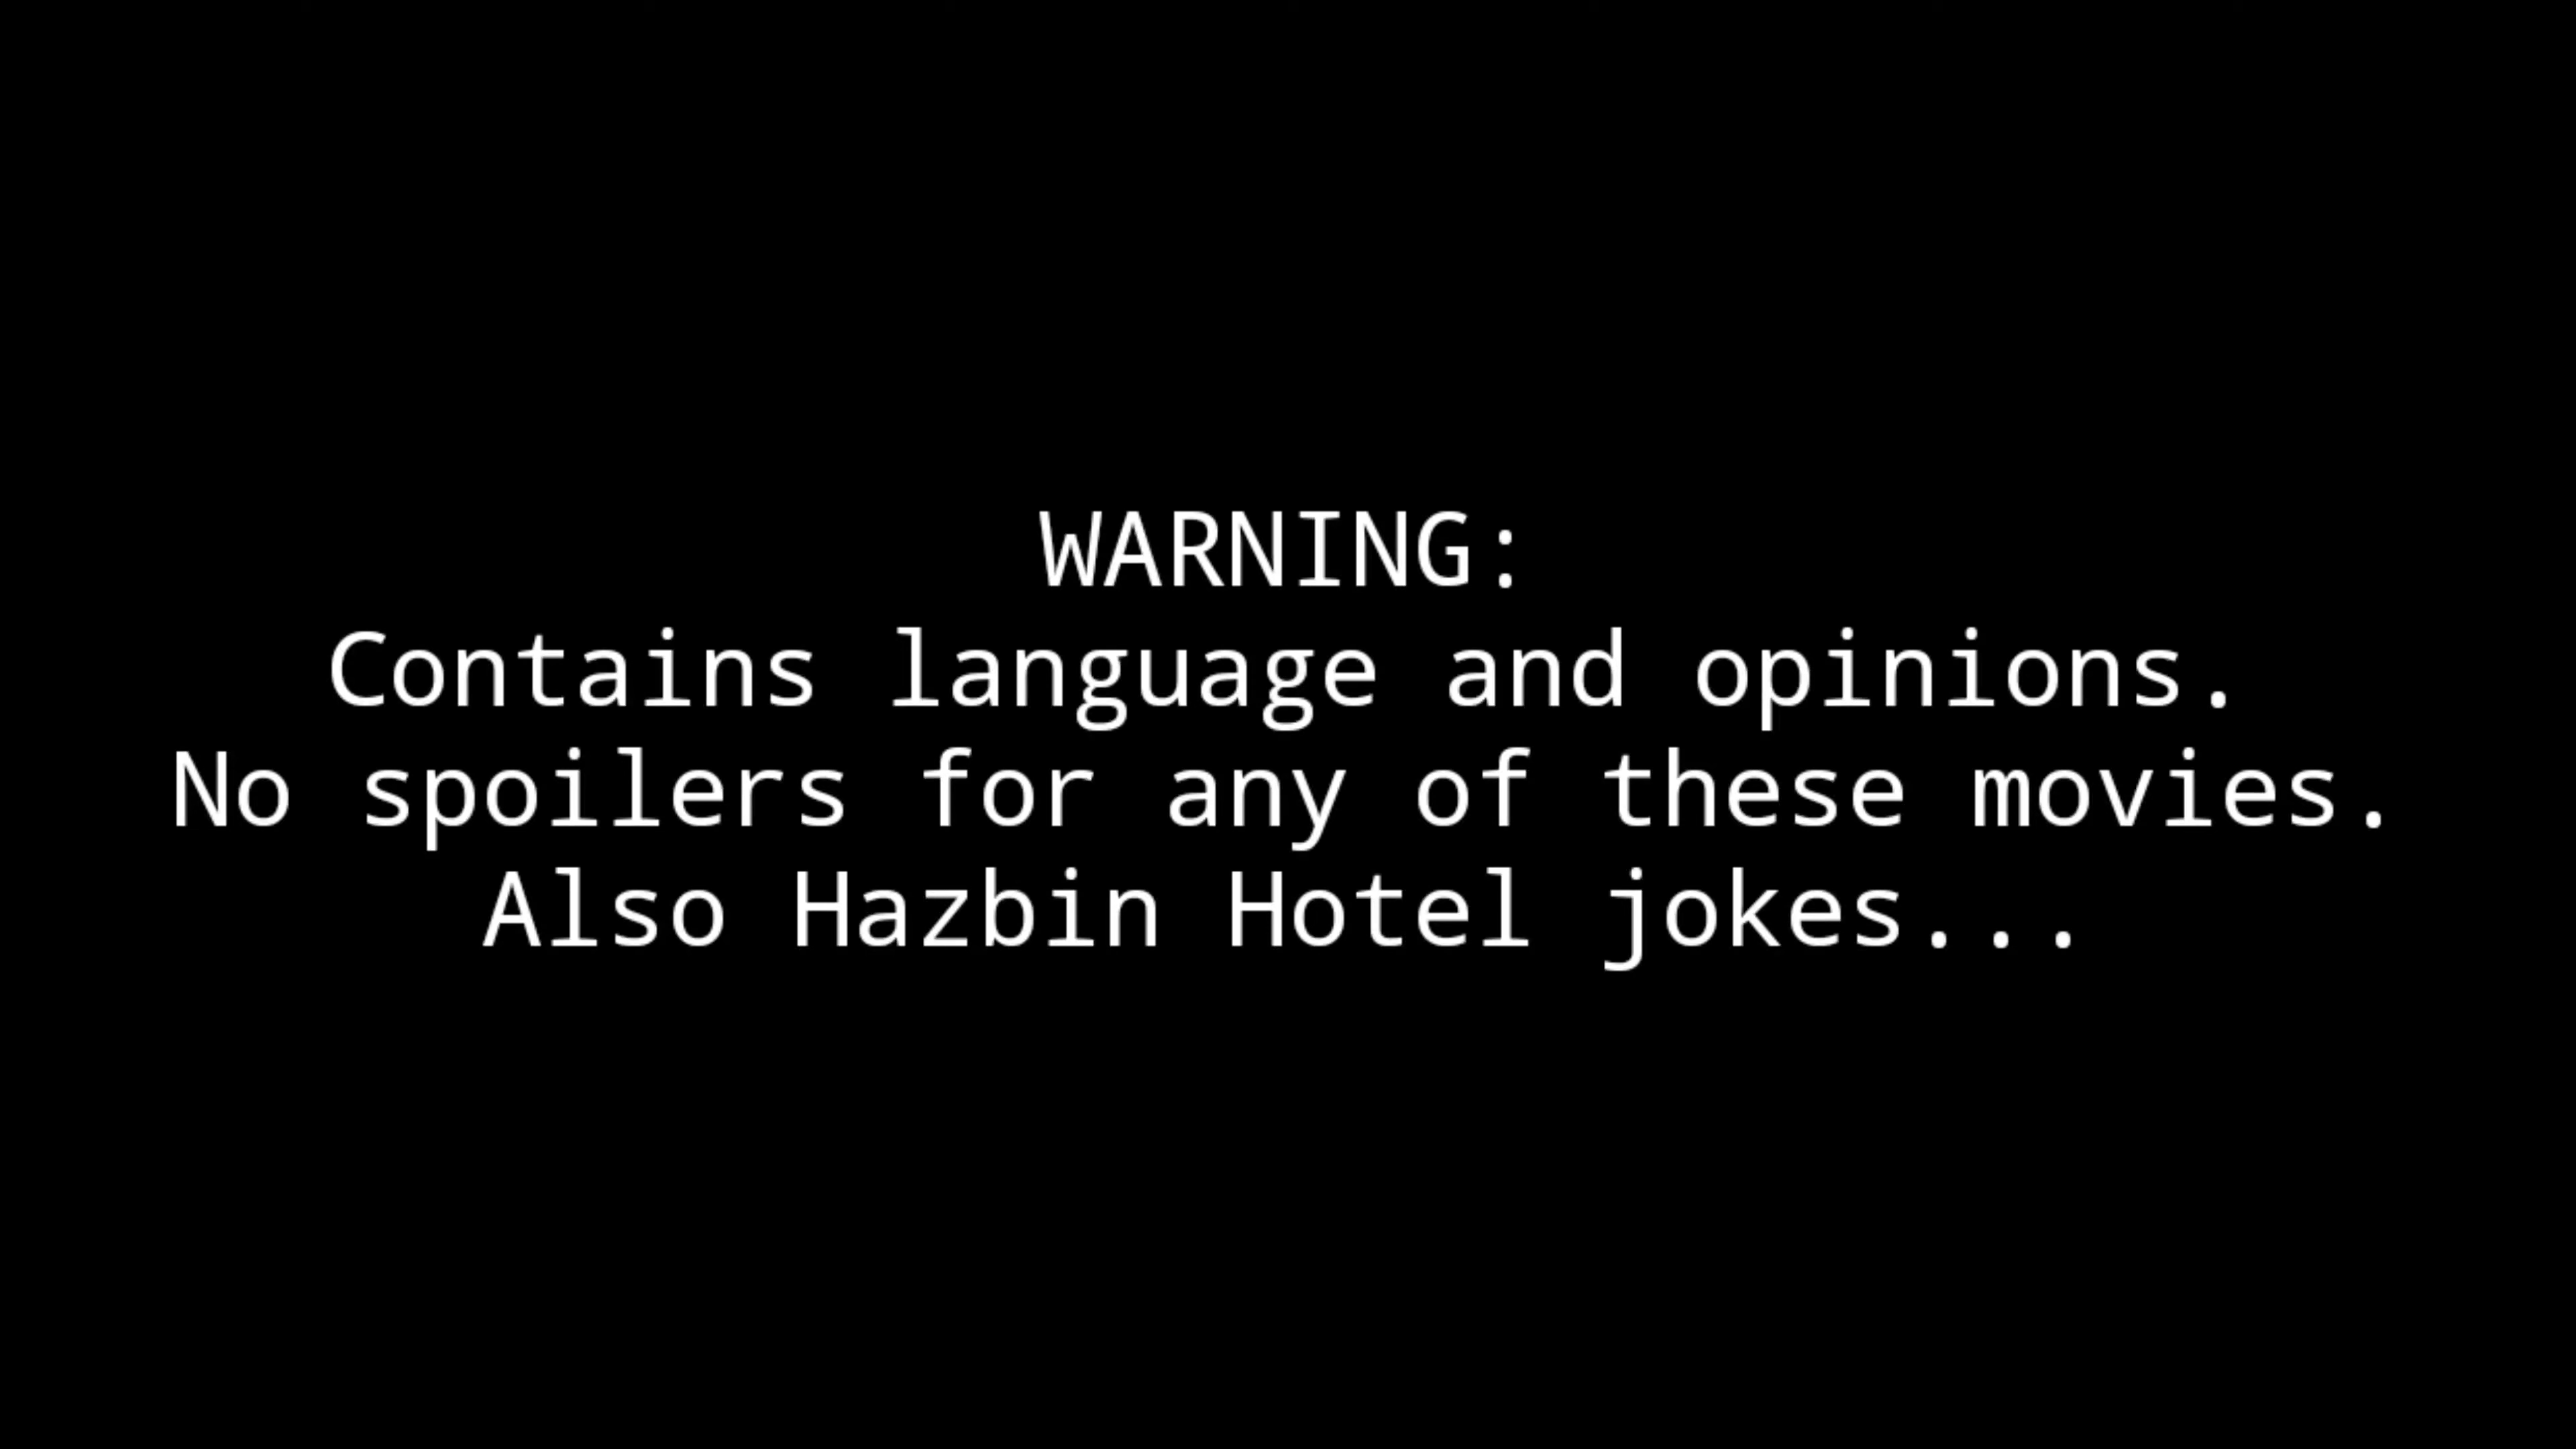 WARNING:
Contains language and opinions.
No spoilers for any of these movies.
Also Hazbin Hotel jokes...